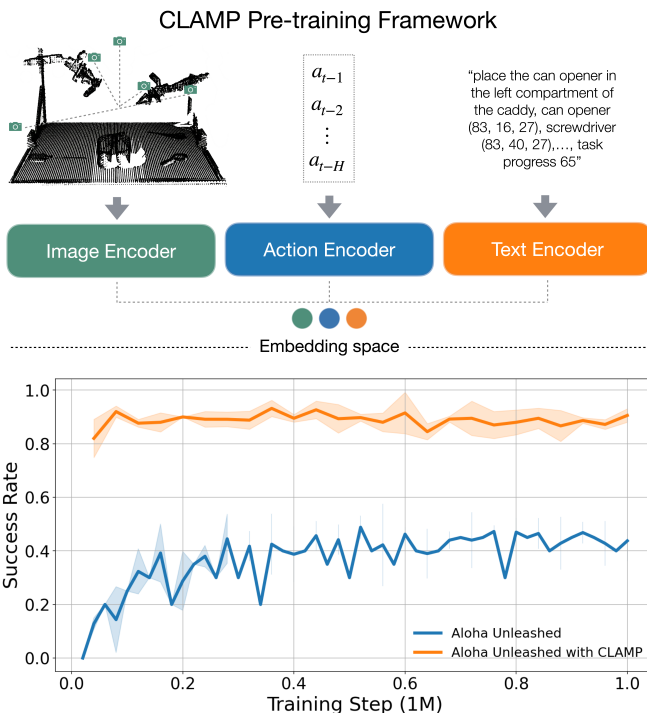 CLAMP Pre-training Framework
a_{t−1}
a_{t−2}
⋮
a_{t−H}
“place the can opener in
the left compartment of
the caddy, can opener
(83, 16, 27), screwdriver
(83, 40, 27),…, task
progress 65”
Image Encoder
Action Encoder
Text Encoder
Embedding space
1.0
0.8
0.6
0.4
0.2
0.0
Success Rate
Aloha Unleashed
Aloha Unleashed with CLAMP
0.0 0.2 0.4 0.6 0.8 1.0
Training Step (1M)